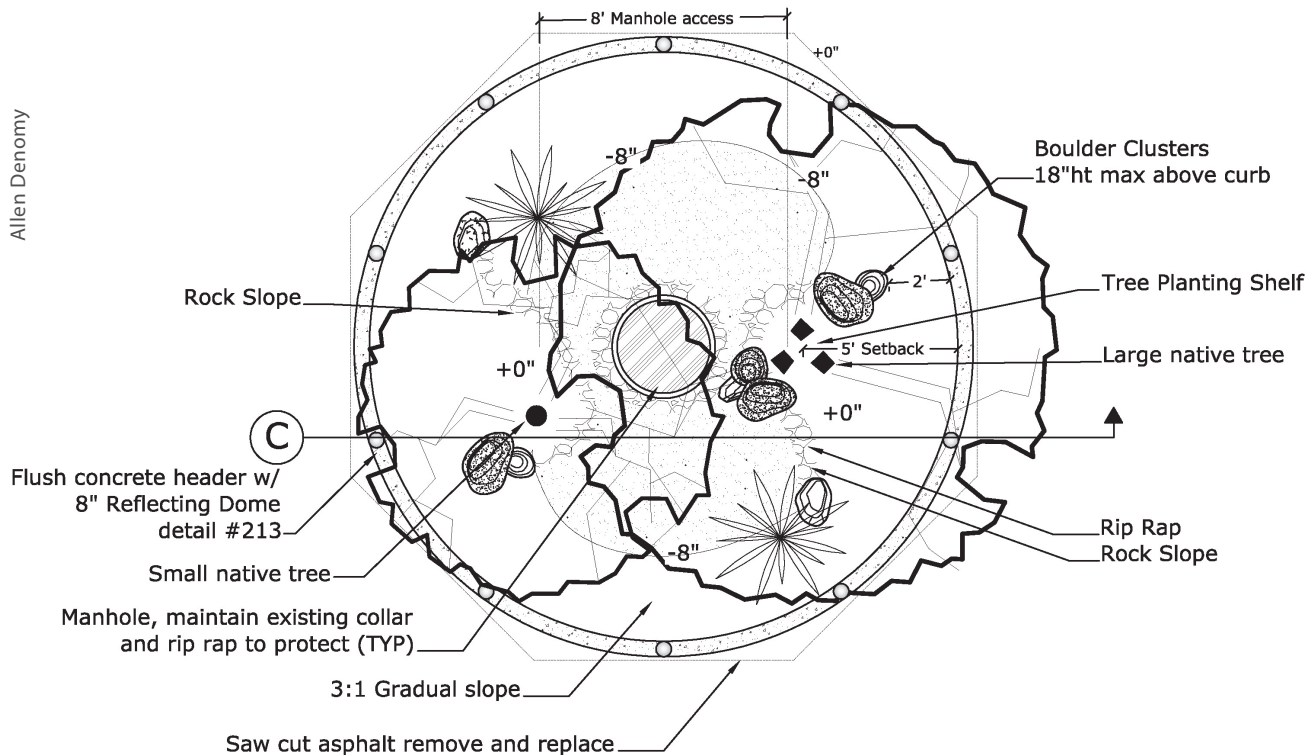 8' Manhole access
+0"
Allen Denomy
-8"
-8"
Boulder Clusters
18"ht max above curb
2'
Tree Planting Shelf
Rock Slope
5' Setback
Large native tree
+0"
+0"
C
Flush concrete header w/
8" Reflecting Dome
detail #213
Rip Rap
Rock Slope
-8"
Small native tree
Manhole, maintain existing collar
and rip rap to protect (TYP)
3:1 Gradual slope
Saw cut asphalt remove and replace